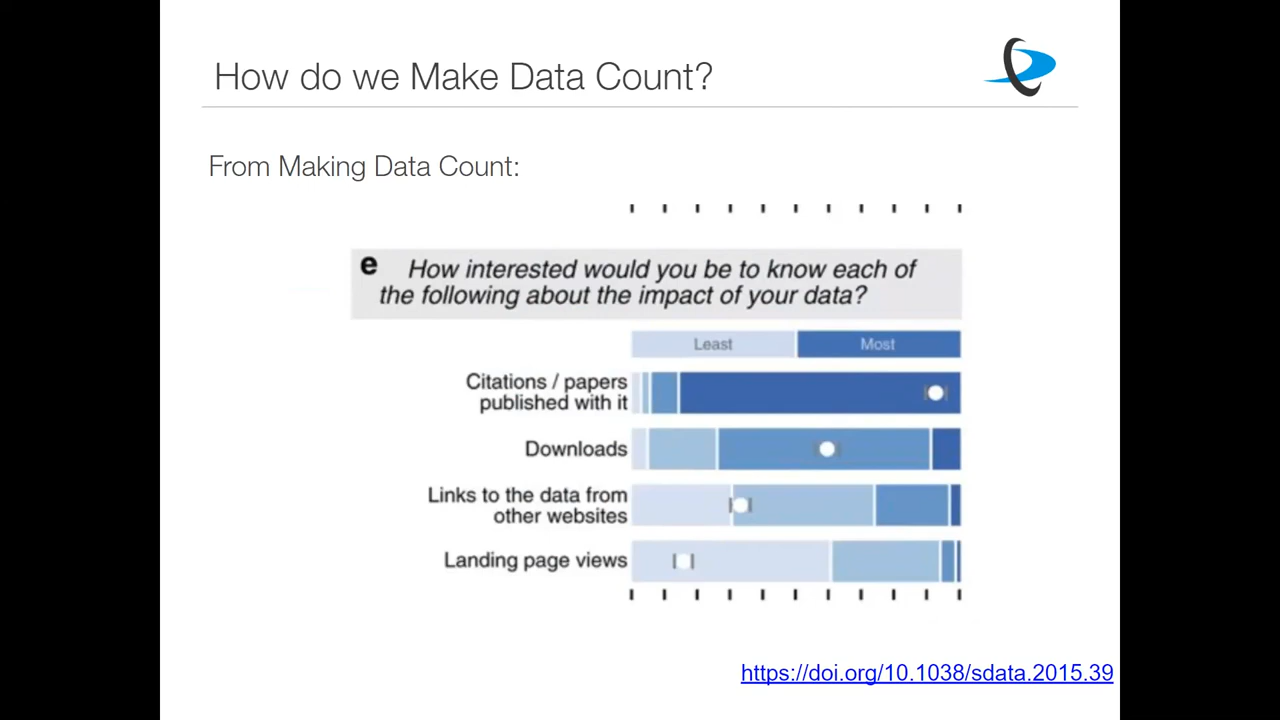 How do we Make Data Count?
From Making Data Count:
e How interested would you be to know each of
the following about the impact of your data?
Least Most
Citations / papers
published with it
Downloads
Links to the data from
other websites
Landing page views
https://doi.org/10.1038/sdata.2015.39